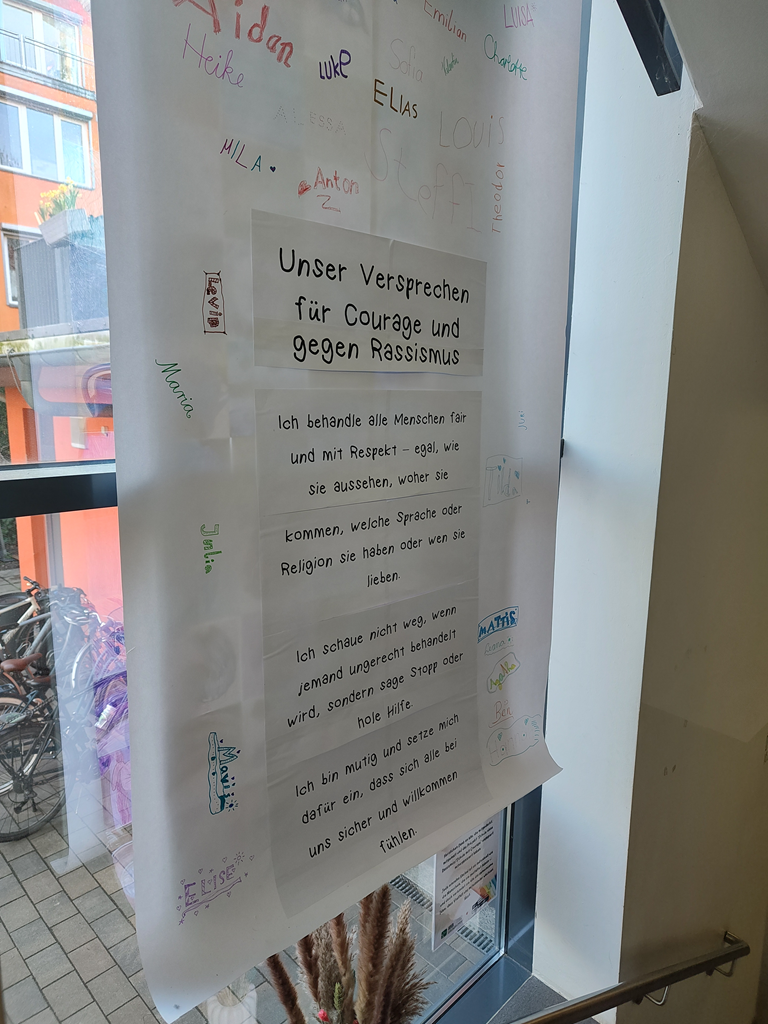 Aidan
Emilian
LUISA
Heike
LUKE
Sofia
Charlotte
ELIAS
ALESSA
LOUIS
MILA
Anton
Steffi
Theodor
Unser Versprechen
für Courage und
gegen Rassismus
Levin
Maria
Ich behandle alle Menschen fair
und mit Respekt – egal, wie
sie aussehen, woher sie
kommen, welche Sprache oder
Religion sie haben oder wen sie
lieben.
Julia
Ich schaue nicht weg, wenn
jemand ungerecht behandelt
wird, sondern sage Stopp oder
hole Hilfe.
MATTIS
Ben
Ich bin mutig und setze mich
dafür ein, dass sich alle bei
uns sicher und willkommen
fühlen.
ELISE